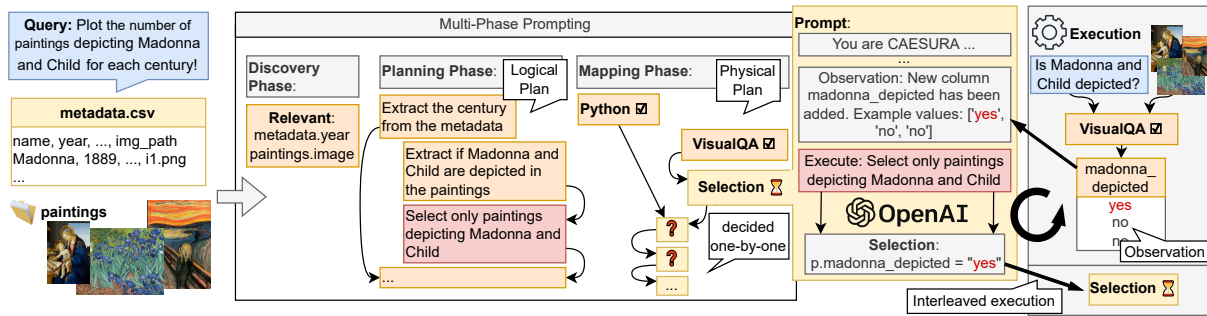 Query: Plot the number of
paintings depicting Madonna
and Child for each century!
metadata.csv
name, year, ..., img_path
Madonna, 1889, ..., i1.png
...
paintings
Multi-Phase Prompting
Discovery
Phase:
Relevant:
metadata.year
paintings.image
Planning Phase:
Logical
Plan
Extract the century
from the metadata
Extract if Madonna and
Child are depicted in
the paintings
Select only paintings
depicting Madonna and
Child
...
Mapping Phase:
Physical
Plan
Python ☑
VisualQA ☑
Selection ⏳
?
?
...
decided
one-by-one
Prompt:
You are CAESURA ...
...
Observation: New column
madonna_depicted has been
added. Example values: ['yes',
'no', 'no']
Execute: Select only paintings
depicting Madonna and Child
OpenAI
Selection:
p.madonna_depicted = "yes"
Interleaved execution
Execution
Is Madonna and
Child depicted?
VisualQA ☑
madonna_
depicted
yes
no
no
Observation
Selection ⏳